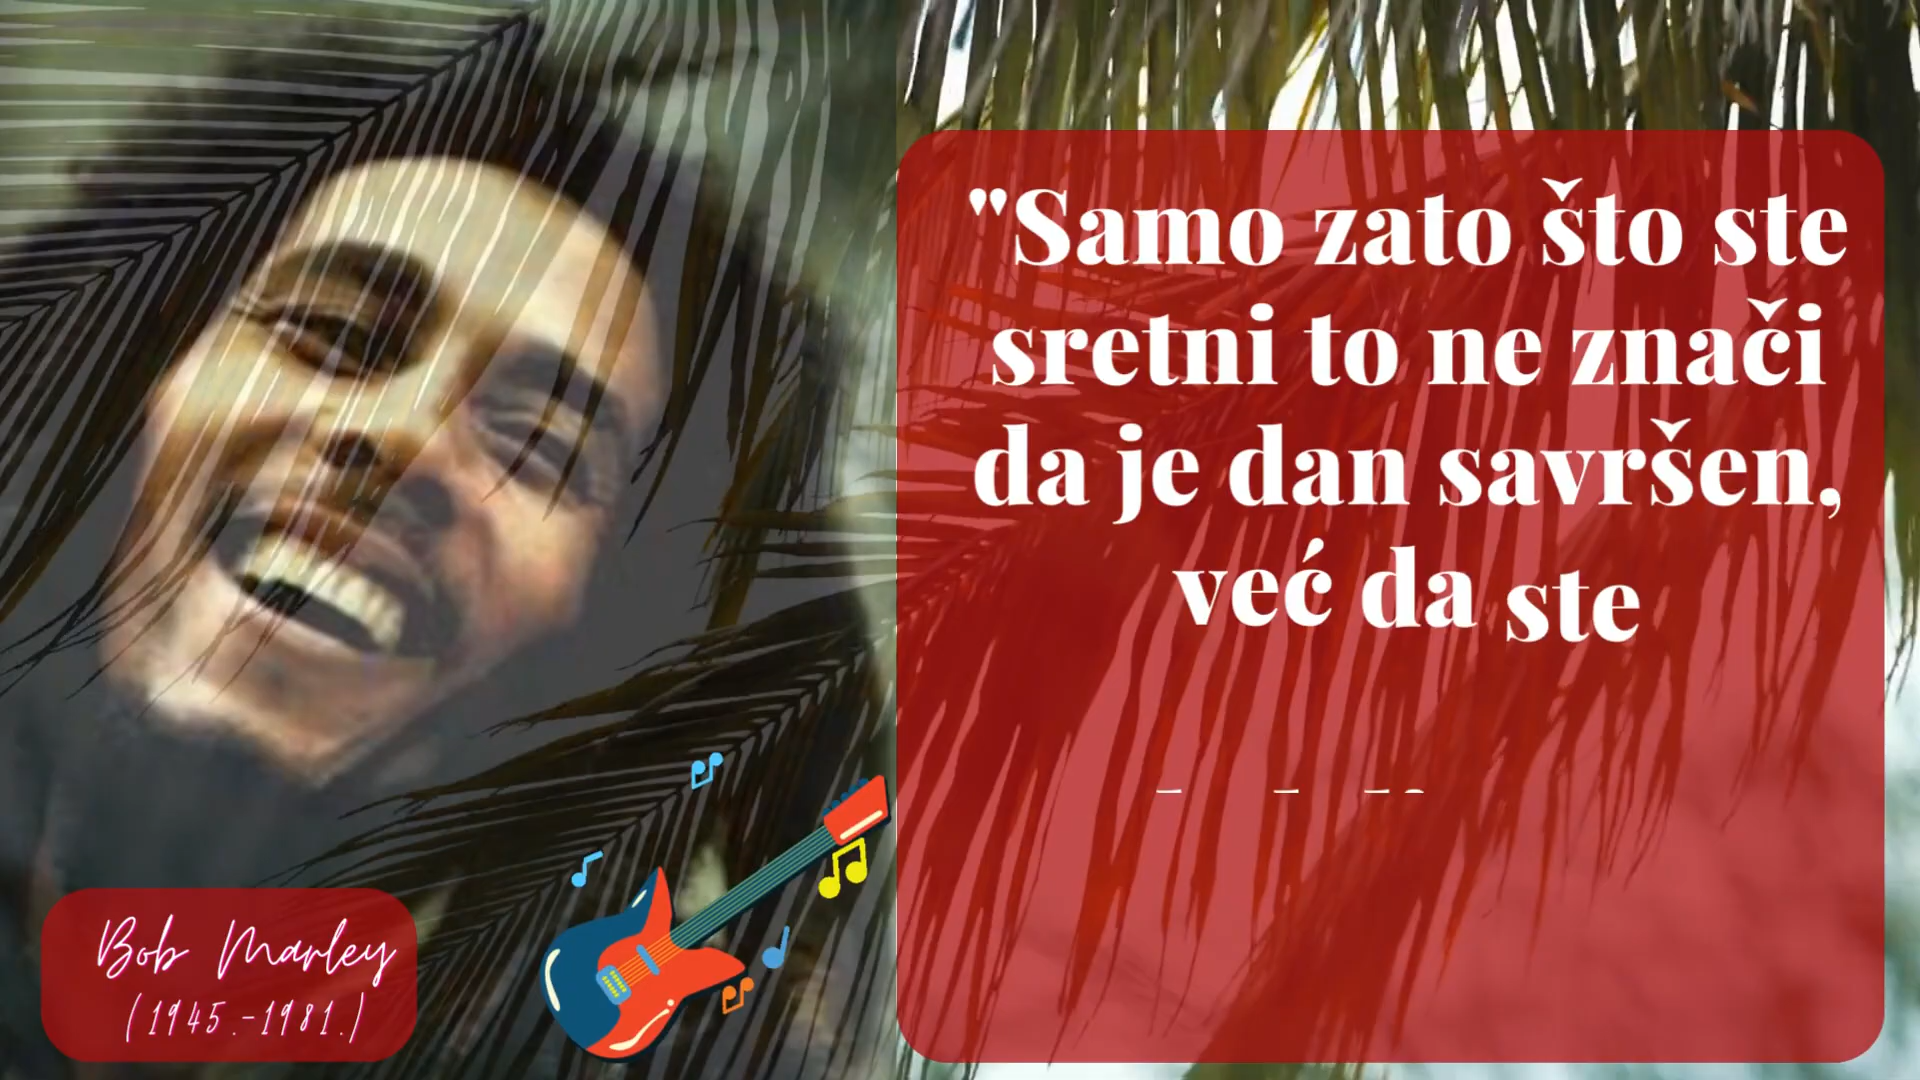 "Samo zato što ste
sretni to ne znači
da je dan savršen,
već da ste
Bob Marley
(1945.-1981.)